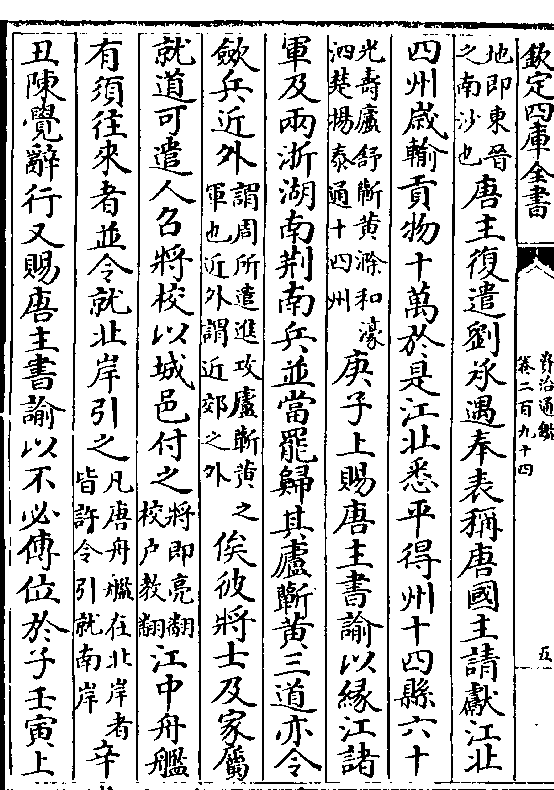 欽定四庫全書
資治通鑑
卷二百九十四
五
地即東晉
之南沙也
唐主復遣劉承遇奉表稱唐國主請獻江北
四州歲輸貢物十萬於是江北悉平得州十四縣六十
光壽廬舒蘄黃滁和濠
泗楚揚泰通十四州
庚子上賜唐主書諭以緣江諸
軍及兩浙湖南荆南兵並當罷歸其廬蘄黃三道亦令
歛兵近外
謂周所遣進攻廬蘄黃之
軍也近外謂近郊之外
俟彼將士及家屬
就道可遣人召將校以城邑付之
將即亮翻
校户教翻
江中舟艦
有須往來者並令就北岸引之
凡唐舟艦在北岸者
皆許令引就南岸
辛
丑陳覺辭行又賜唐主書諭以不必傳位於子壬寅上